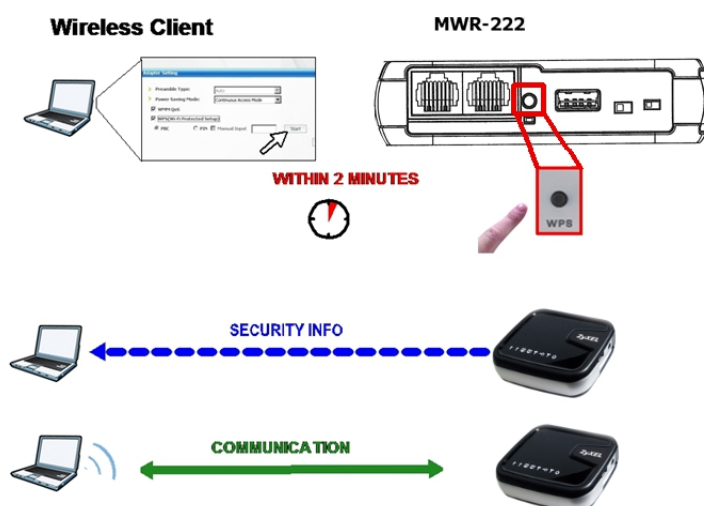 Wireless Client
MWR-222
Adapter Setting
Preamble Type:
Auto
Power Saving Mode:
Continuous Access Mode
WMM QoS
WPS(Wi-Fi Protected Setup)
PBC
PIN
Manual Input
Start
WITHIN 2 MINUTES
WPS
SECURITY INFO
ZyXEL
COMMUNICATION
ZyXEL